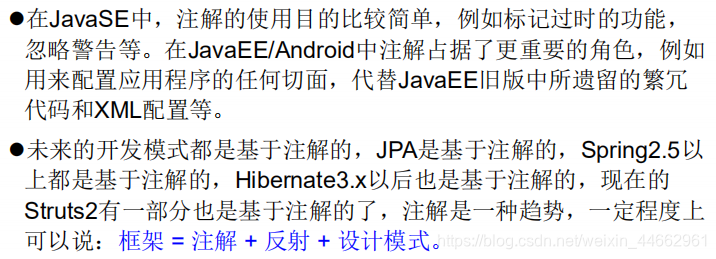 ●在JavaSE中，注解的使用目的比较简单，例如标记过时的功能，
忽略警告等。在JavaEE/Android中注解占据了更重要的角色，例如
用来配置应用程序的任何切面，代替JavaEE旧版中所遗留的繁冗
代码和XML配置等。
●未来的开发模式都是基于注解的，JPA是基于注解的，Spring2.5以
上都是基于注解的，Hibernate3.x以后也是基于注解的，现在的
Struts2有一部分也是基于注解的了，注解是一种趋势，一定程度上
可以说：框架 = 注解 + 反射 + 设计模式。
https://blog.csdn.net/weixin_44662961